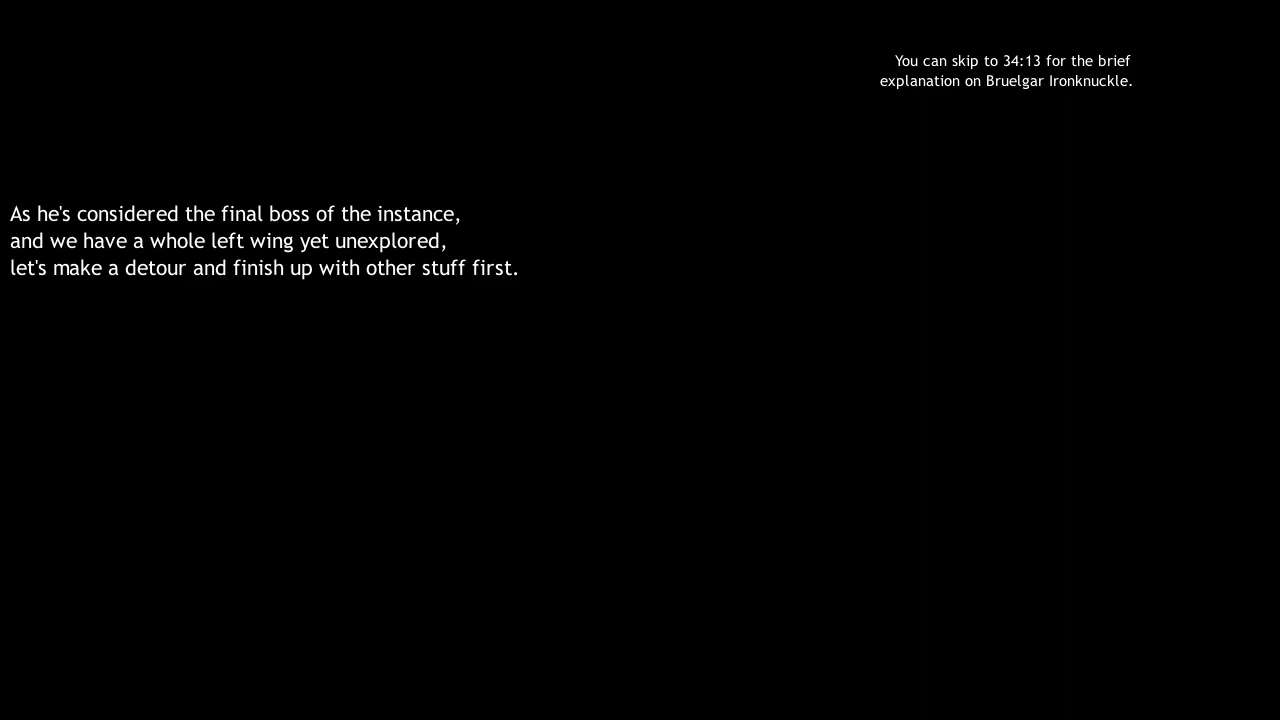 You can skip to 34:13 for the brief
explanation on Bruelgar Ironknuckle.
As he's considered the final boss of the instance,
and we have a whole left wing yet unexplored,
let's make a detour and finish up with other stuff first.